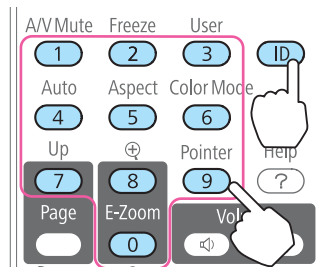 A/V Mute Freeze User
1 2 3 ID
Auto Aspect Color Mode
4 5 6
Up Pointer Help
7 8 9 ?
Page E-Zoom Vol
0